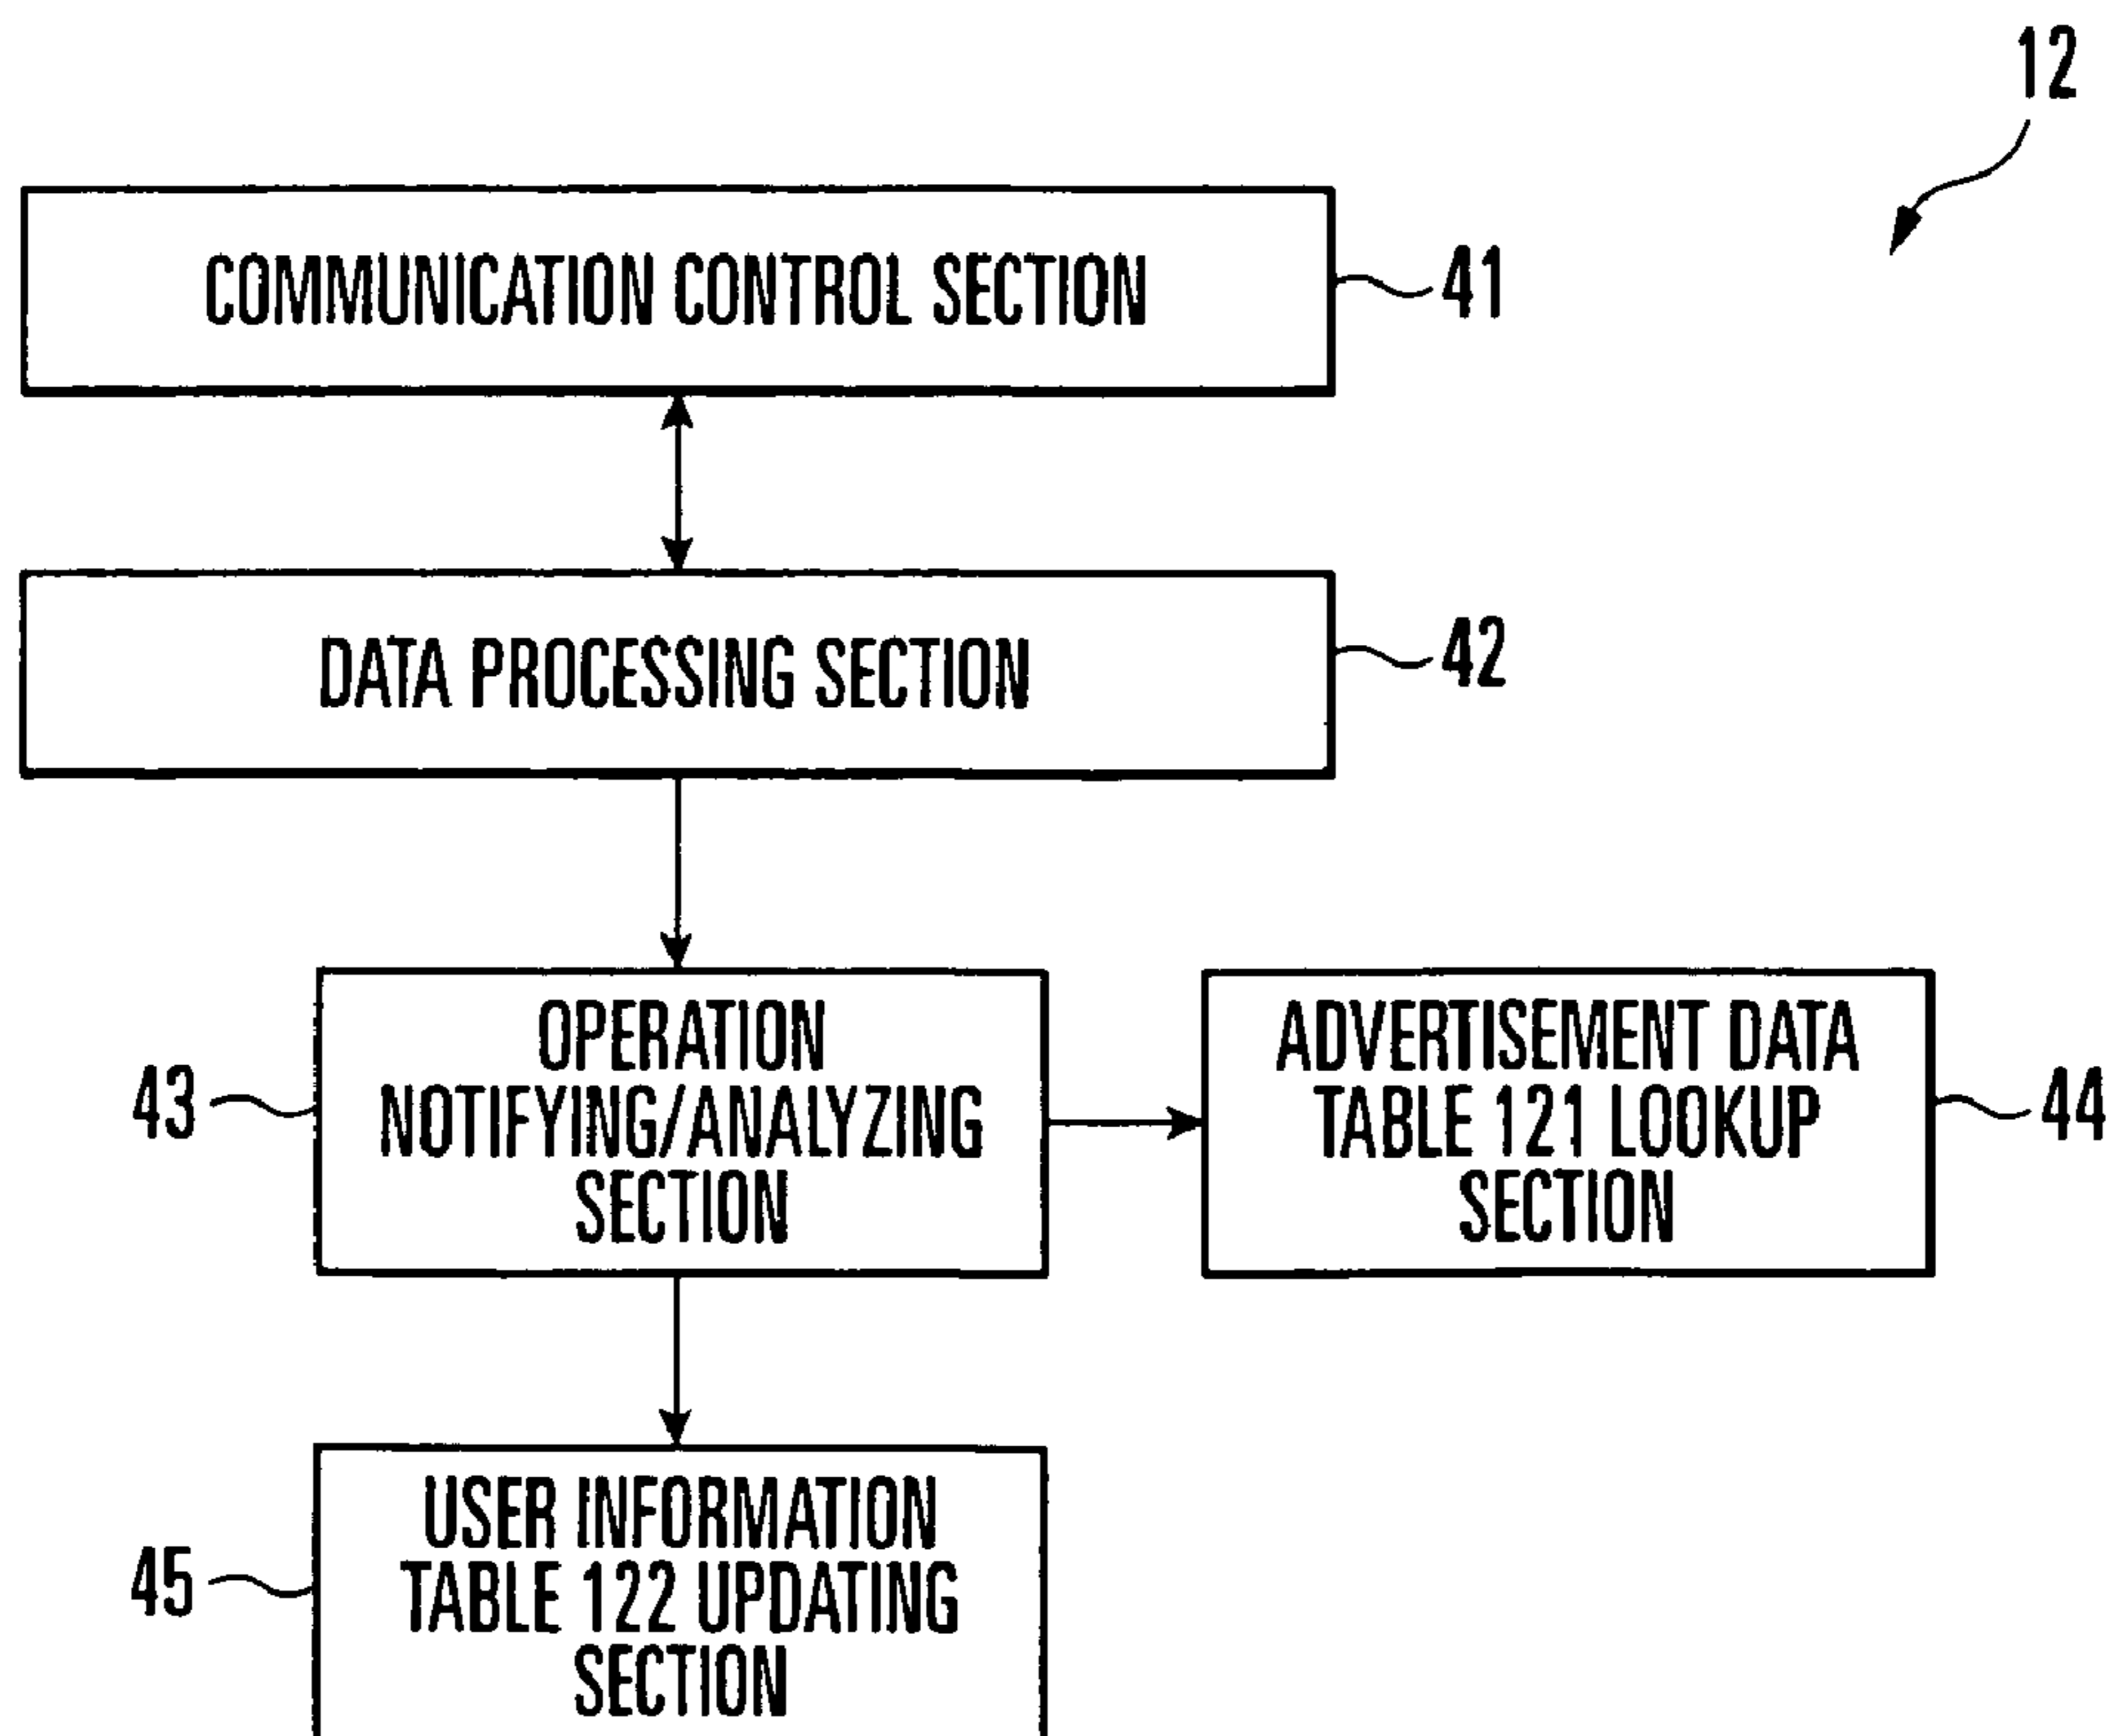 12
COMMUNICATION CONTROL SECTION
41
DATA PROCESSING SECTION
42
OPERATION
NOTIFYING/ANALYZING
SECTION
43
ADVERTISEMENT DATA
TABLE 121 LOOKUP
SECTION
44
USER INFORMATION
TABLE 122 UPDATING
SECTION
45